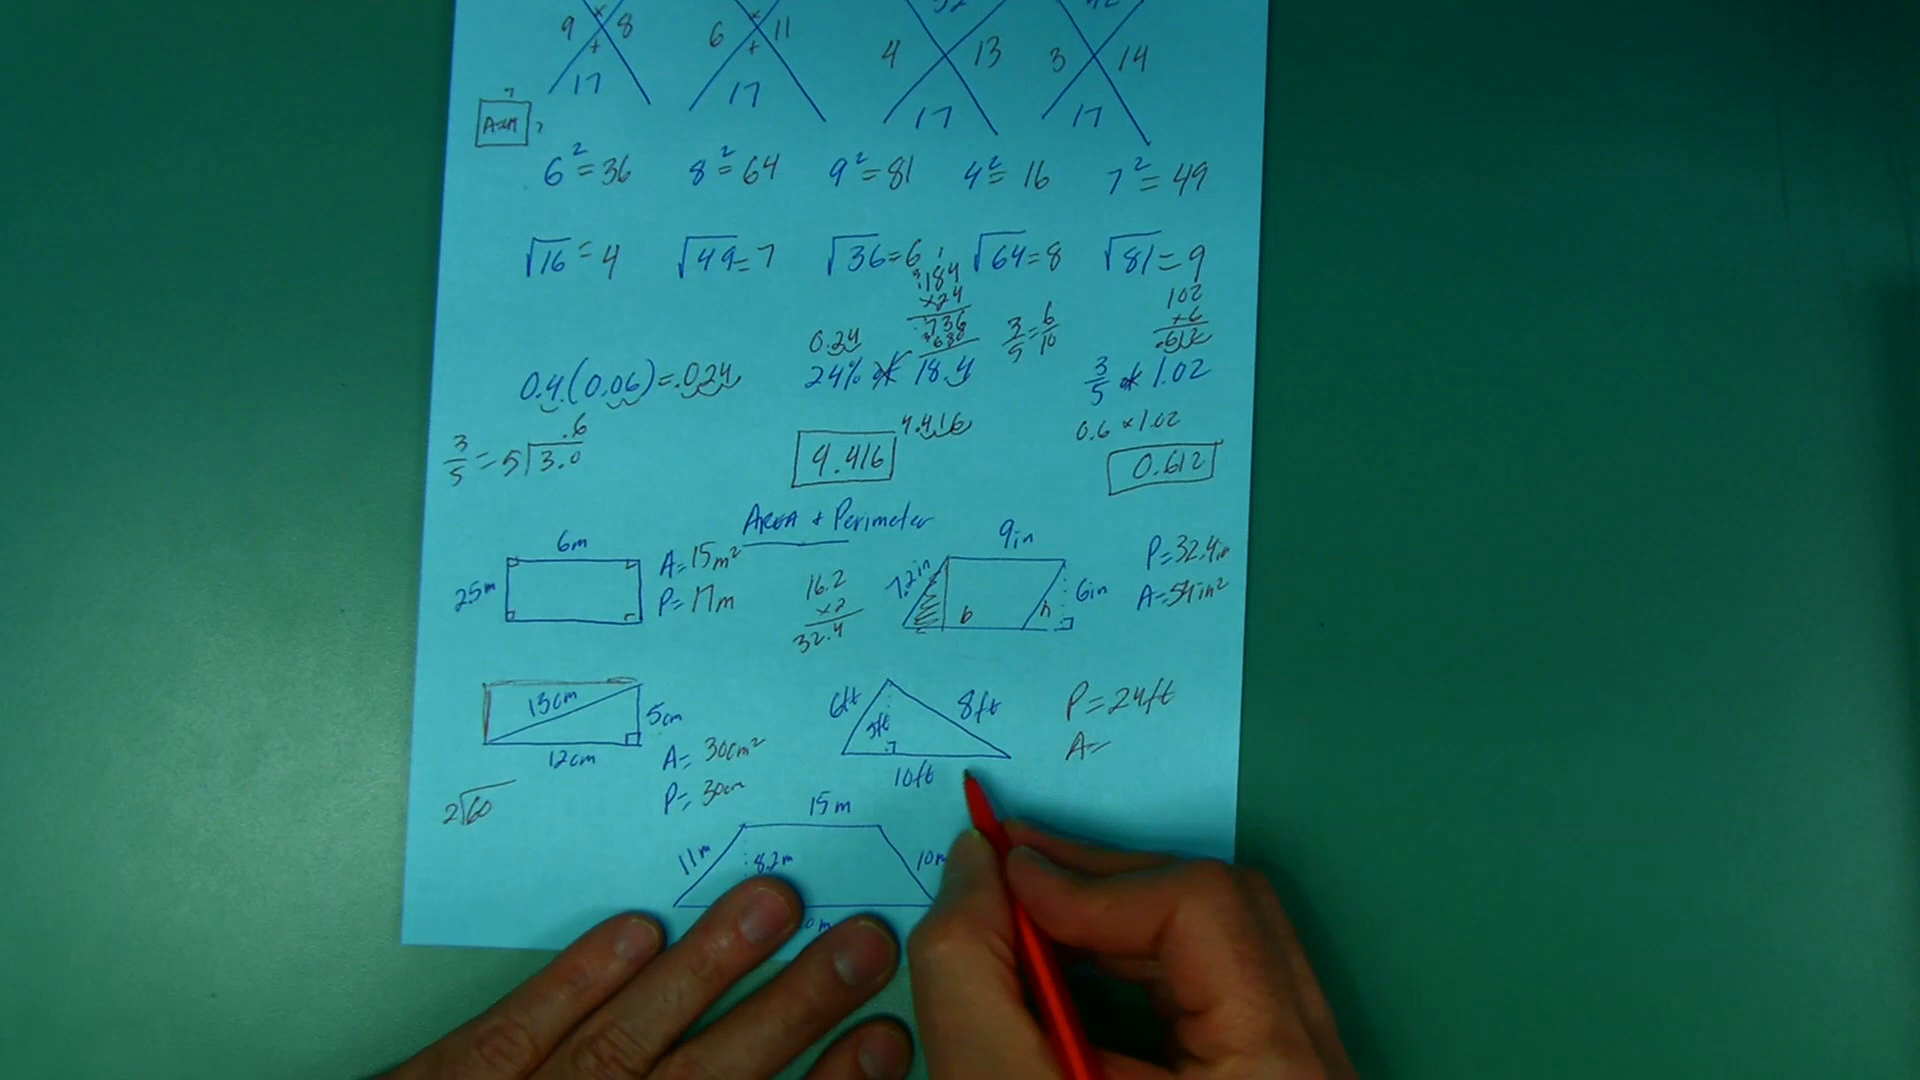 9 × 8 6 × 11 4 13 3 14
+ +
17 17 17 17
7
7
6²=36 8²=64 9²=81 4²=16 7²=49
√16=4 √49=7 √36=6 √64=8 √81=9
184 102
×24 ×6
736 3/5=6/10 .612
0.24
0.4(0.06)=.024 24% of 18.4 3/5 of 1.02
4.416 0.6 × 1.02
3/5=5√3.0 .6 4.416 0.612
AREA + Perimeter
6m 9in
A=15m² 7.2in P=32.4in
25m P=17m 16.2 6in A=54in²
×2 b h
32.4
13cm 5cm 6ft 8ft P=24ft
5ft A=
12cm A=30cm² 10ft
2√60 P=30cm
15m
11m 8.2m 10m